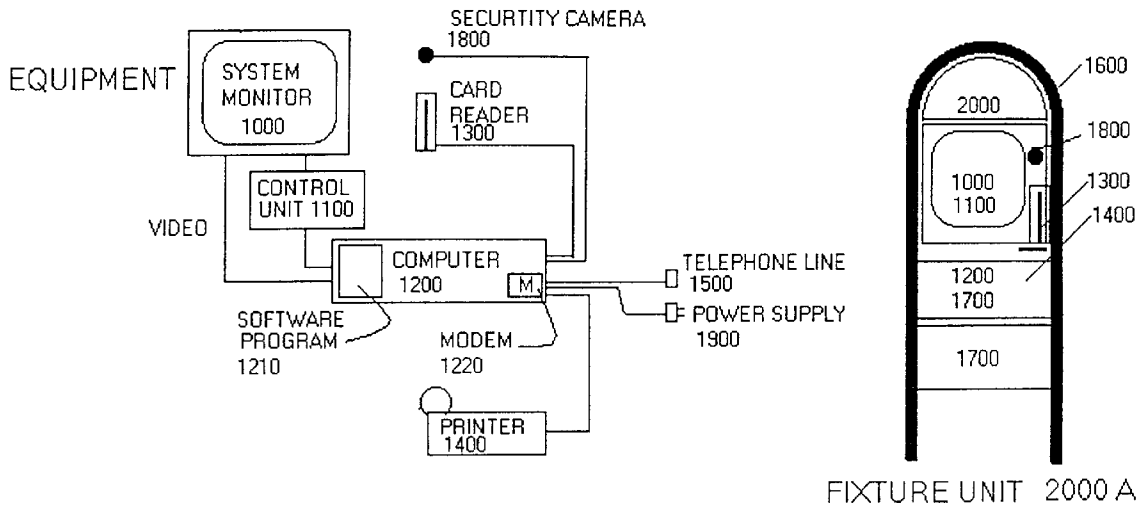 EQUIPMENT
SYSTEM
MONITOR
1000
SECURTITY CAMERA
1800
CARD
READER
1300
CONTROL
UNIT 1100
VIDEO
COMPUTER
1200
M
TELEPHONE LINE
1500
POWER SUPPLY
1900
SOFTWARE
PROGRAM
1210
MODEM
1220
PRINTER
1400
1600
2000
1800
1000
1100
1300
1400
1200
1700
1700
FIXTURE UNIT 2000 A